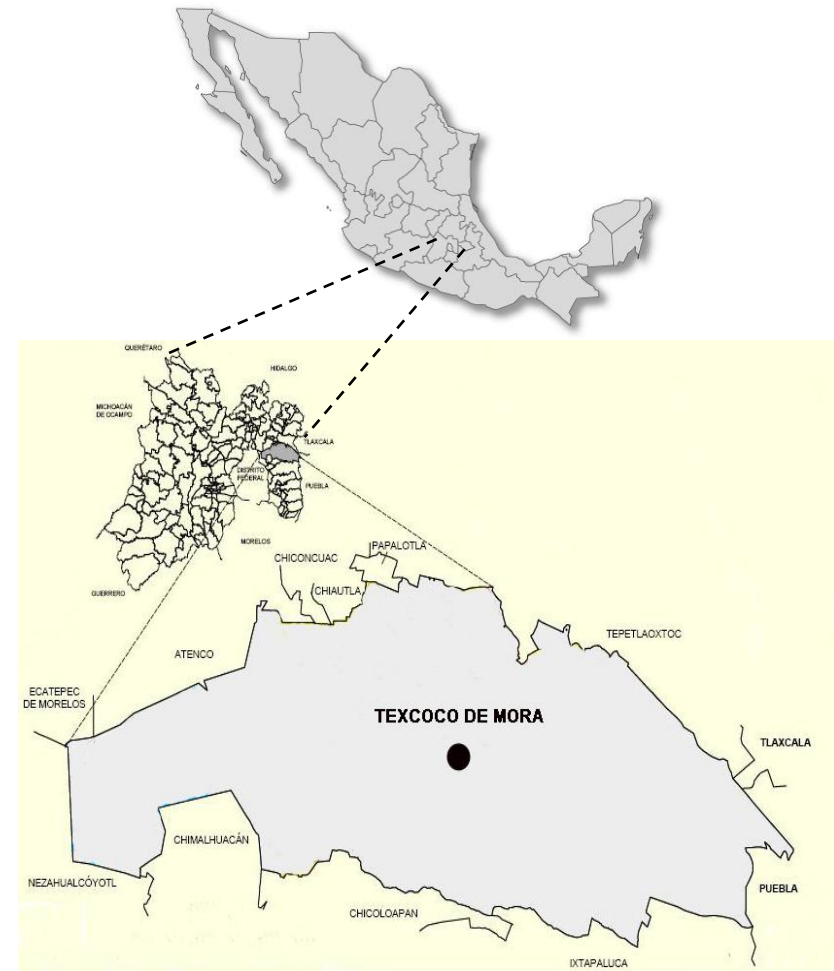 QUERÉTARO
HIDALGO
MICHOACÁN
DE OCAMPO
TLAXCALA
DISTRITO
FEDERAL
PUEBLA
MORELOS
GUERRERO
PAPALOTLA
CHICONCUAC
CHIAUTLA
TEPETLAOXTOC
ATENCO
ECATEPEC
DE MORELOS
TEXCOCO DE MORA
TLAXCALA
CHIMALHUACÁN
NEZAHUALCÓYOTL
PUEBLA
CHICOLOAPAN
IXTAPALUCA